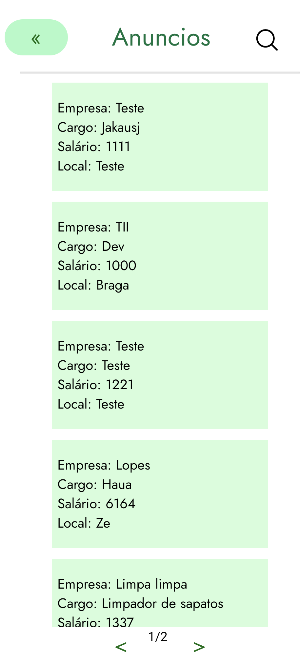 «
Anuncios
Empresa: Teste
Cargo: Jakausj
Salário: 1111
Local: Teste
Empresa: TII
Cargo: Dev
Salário: 1000
Local: Braga
Empresa: Teste
Cargo: Teste
Salário: 1221
Local: Teste
Empresa: Lopes
Cargo: Haua
Salário: 6164
Local: Ze
Empresa: Limpa limpa
Cargo: Limpador de sapatos
Salário: 1337
< 1/2 >